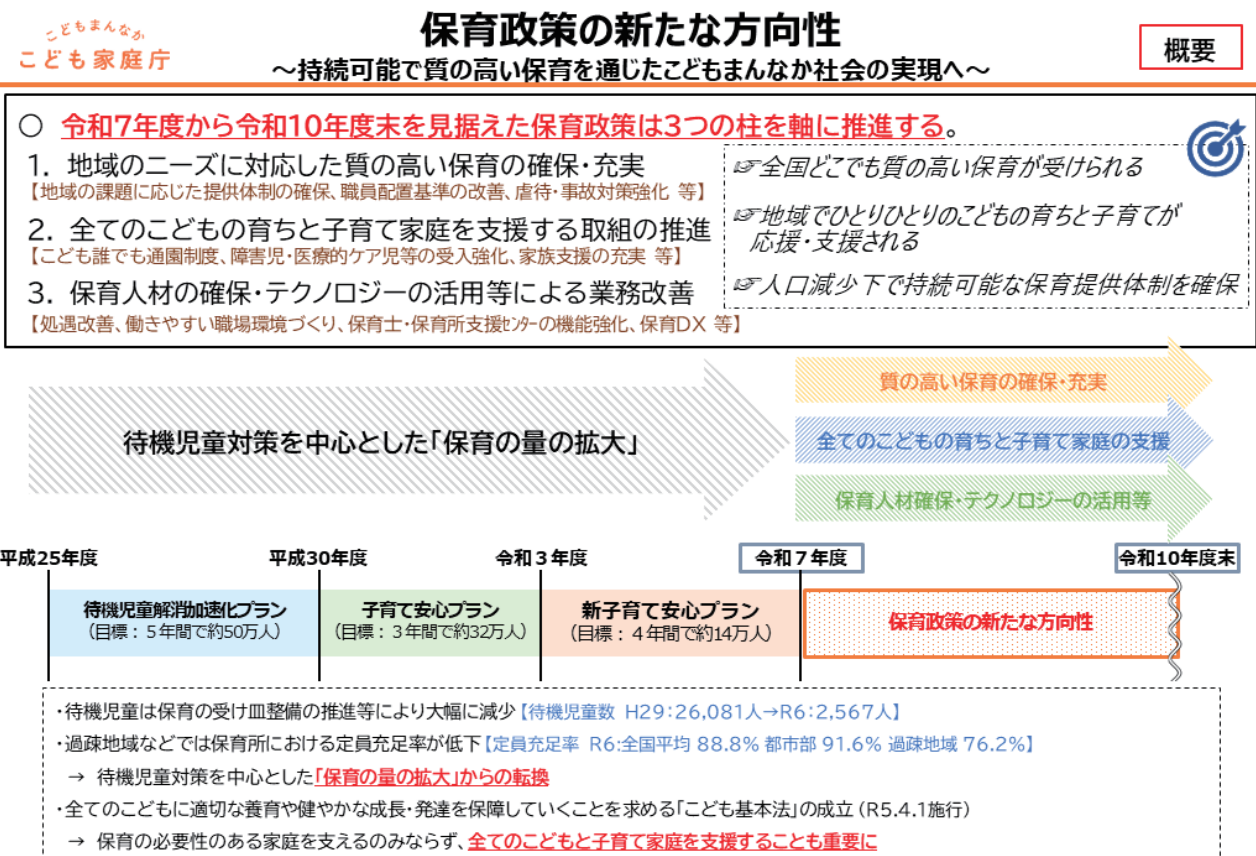 こどもまんなか
こども家庭庁
保育政策の新たな方向性
～持続可能で質の高い保育を通じたこどもまんなか社会の実現へ～
概要
○ 令和7年度から令和10年度末を見据えた保育政策は3つの柱を軸に推進する。
1. 地域のニーズに対応した質の高い保育の確保・充実
【地域の課題に応じた提供体制の確保、職員配置基準の改善、虐待・事故対策強化 等】
2. 全てのこどもの育ちと子育て家庭を支援する取組の推進
【こども誰でも通園制度、障害児・医療的ケア児等の受入強化、家族支援の充実 等】
3. 保育人材の確保・テクノロジーの活用等による業務改善
【処遇改善、働きやすい職場環境づくり、保育士・保育所支援ｾﾝﾀｰの機能強化、保育DX 等】
☞全国どこでも質の高い保育が受けられる
☞地域でひとりひとりのこどもの育ちと子育てが
応援・支援される
☞人口減少下で持続可能な保育提供体制を確保
待機児童対策を中心とした「保育の量の拡大」
質の高い保育の確保・充実
全てのこどもの育ちと子育て家庭の支援
保育人材確保・テクノロジーの活用等
平成25年度
平成30年度
令和3年度
令和7年度
令和10年度末
待機児童解消加速化プラン
（目標：5年間で約50万人）
子育て安心プラン
（目標：3年間で約32万人）
新子育て安心プラン
（目標：4年間で約14万人）
保育政策の新たな方向性
・待機児童は保育の受け皿整備の推進等により大幅に減少【待機児童数 H29：26,081人→R6：2,567人】
・過疎地域などでは保育所における定員充足率が低下【定員充足率 R6：全国平均 88.8% 都市部 91.6% 過疎地域 76.2%】
→ 待機児童対策を中心とした「保育の量の拡大」からの転換
・全てのこどもに適切な養育や健やかな成長・発達を保障していくことを求める「こども基本法」の成立（R5.4.1施行）
→ 保育の必要性のある家庭を支えるのみならず、全てのこどもと子育て家庭を支援することも重要に